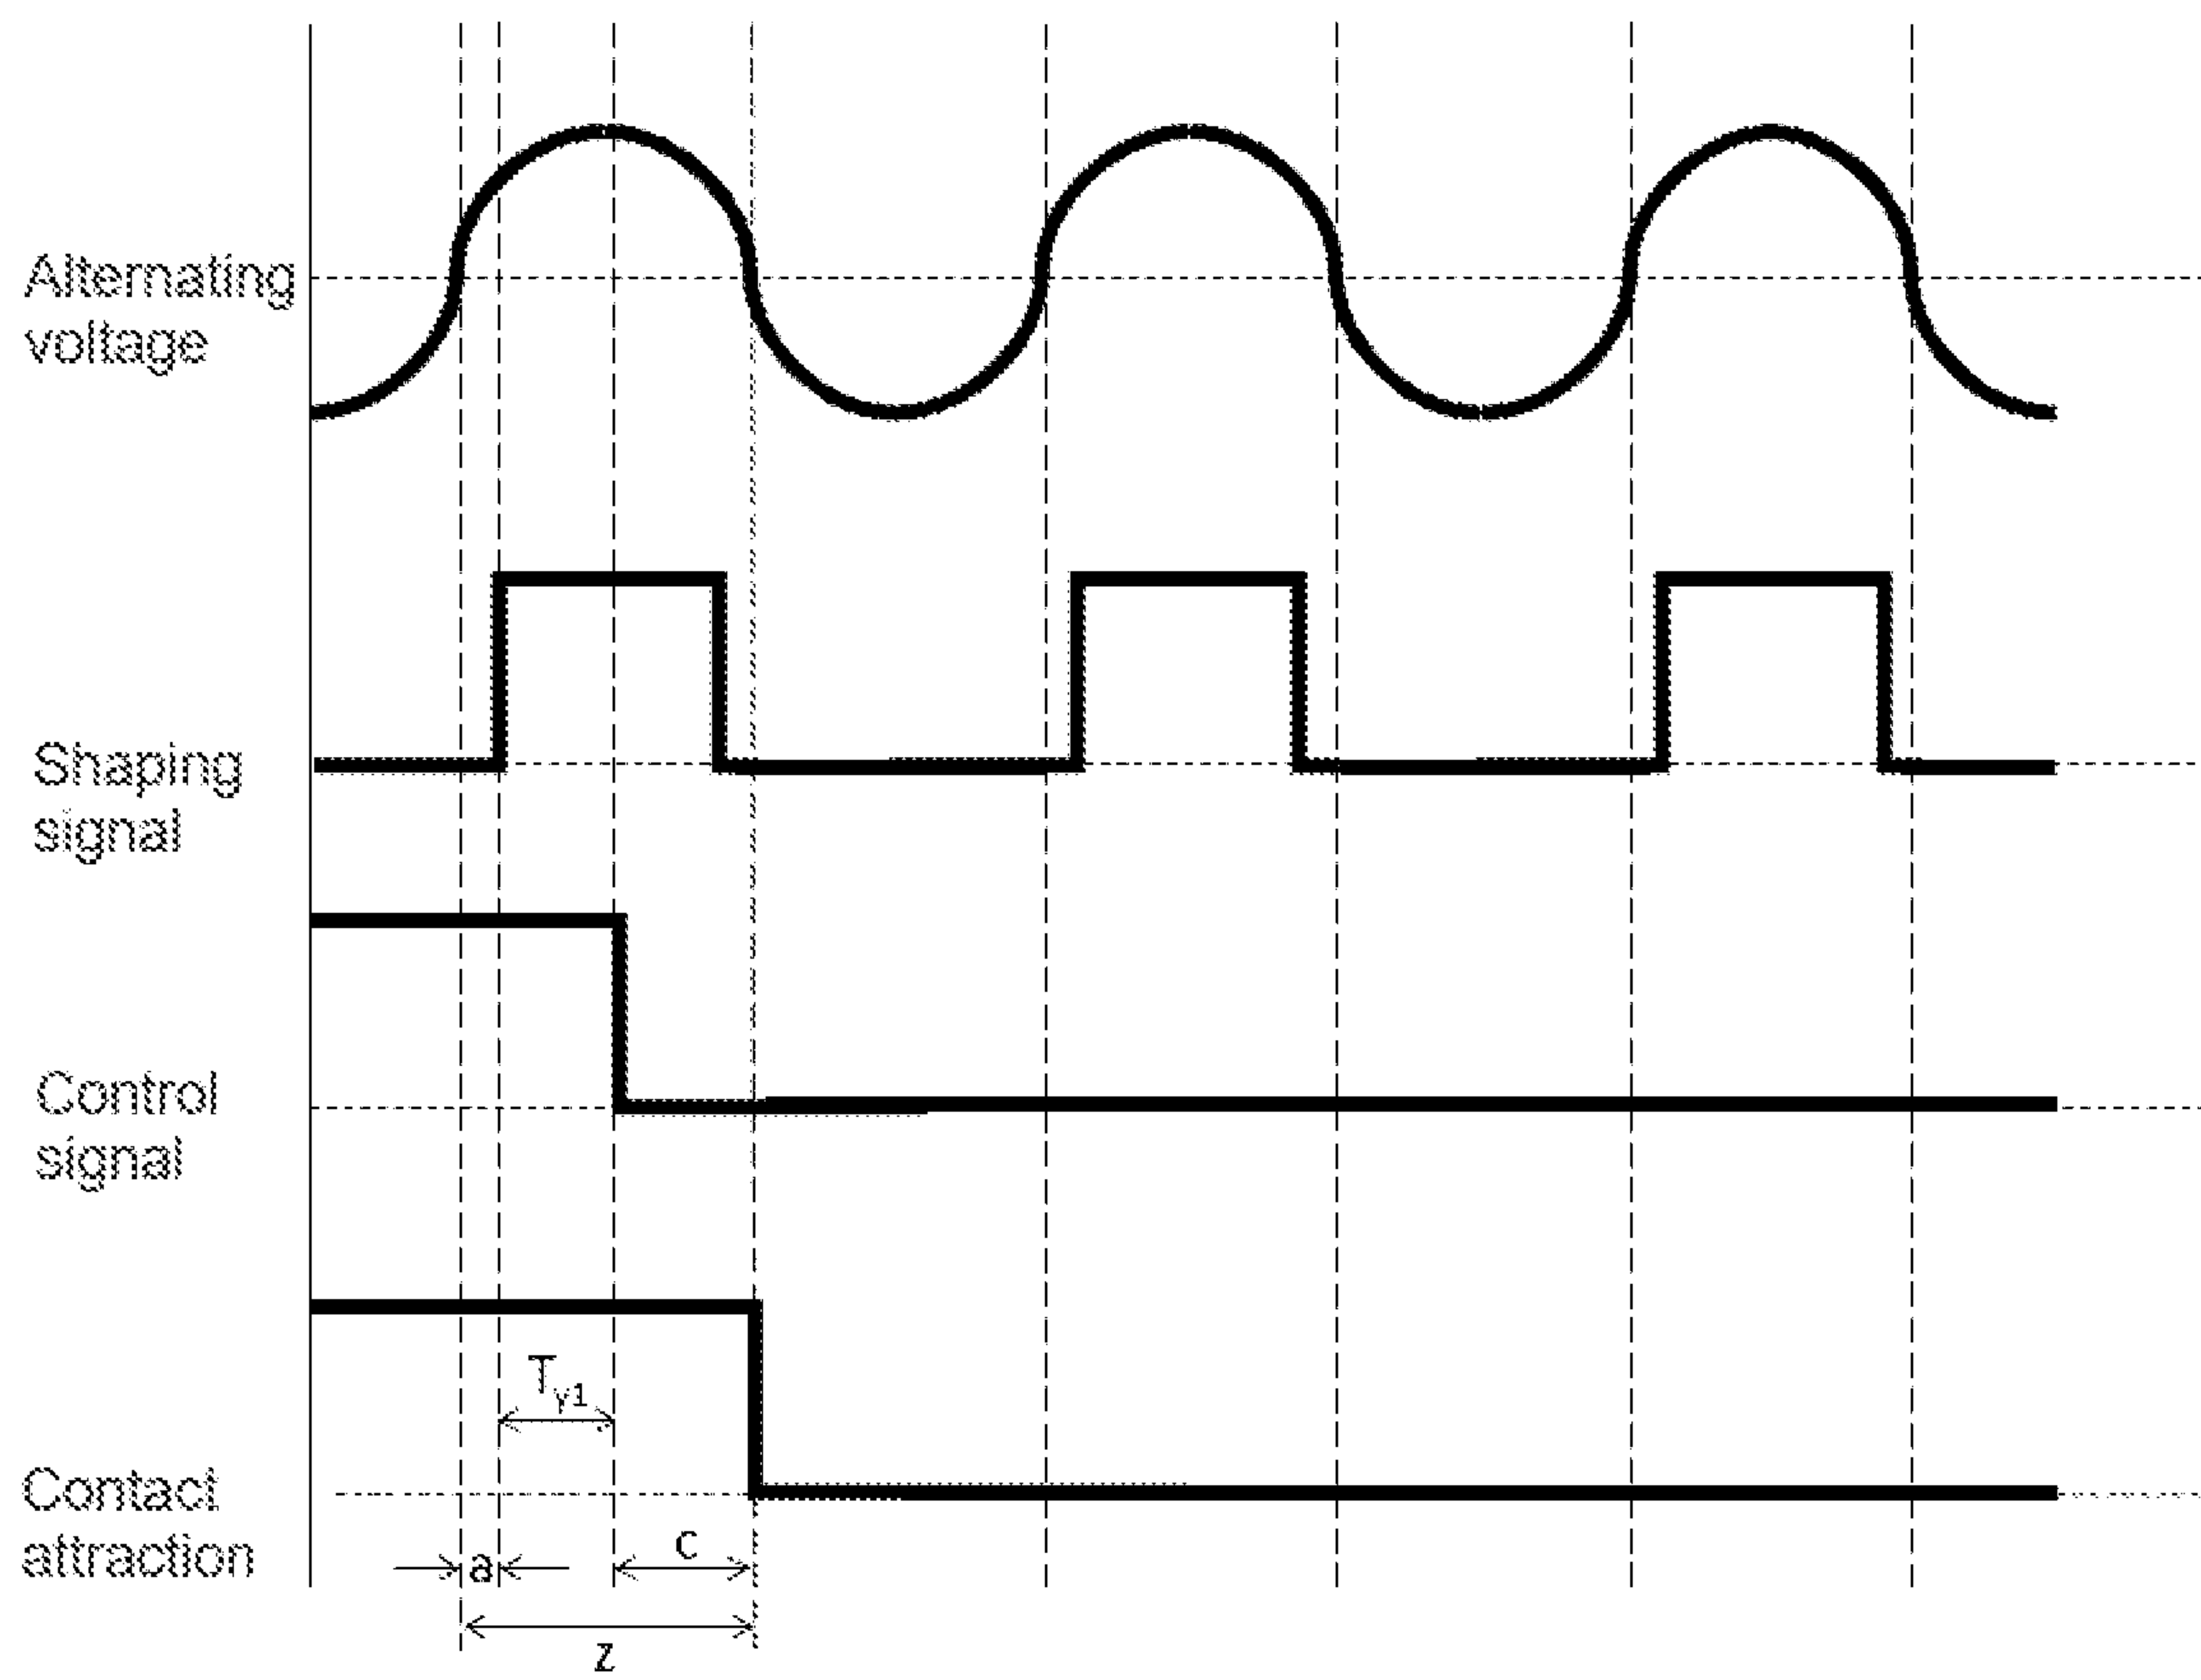 Alternating
voltage
Shaping
signal
Control
signal
Contact
attraction
Ty1
a
c
z